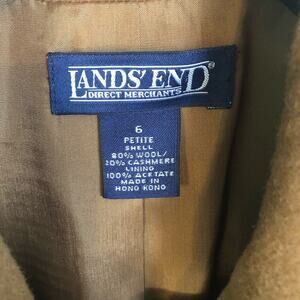 LANDS' END®
DIRECT MERCHANTS
6
PETITE
SHELL
80% WOOL/
20% CASHMERE
LINING
100% ACETATE
MADE IN
HONG KONG